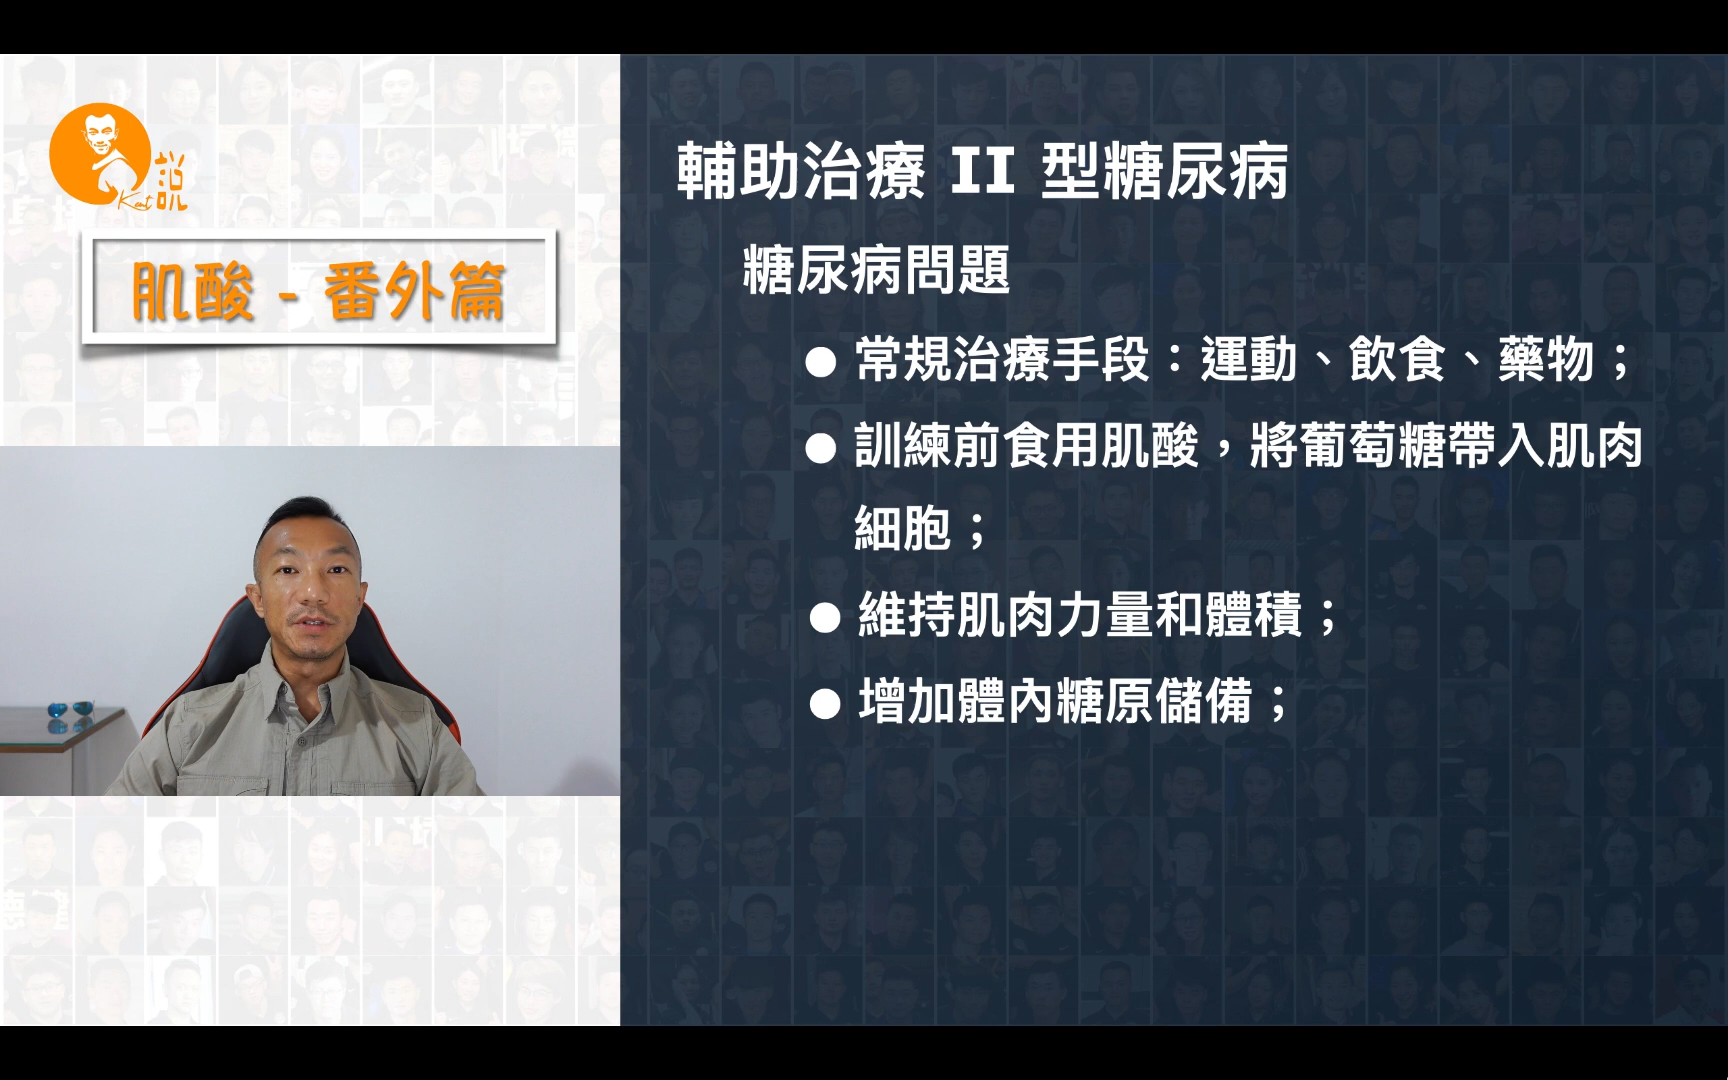 Kent 説
肌酸 - 番外篇
輔助治療 II 型糖尿病
糖尿病問題
● 常規治療手段：運動、飲食、藥物；
● 訓練前食用肌酸，將葡萄糖帶入肌肉
細胞；
● 維持肌肉力量和體積；
● 增加體內糖原儲備；